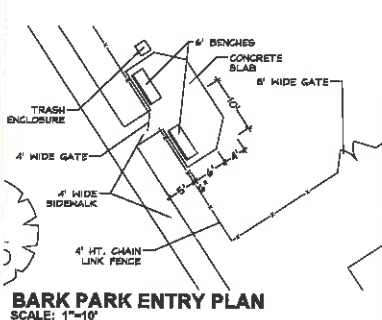 6' BENCHES
CONCRETE
SLAB
8' WIDE GATE
TRASH
ENCLOSURE
10'
4' WIDE GATE
4'
6'
6"
5'
4' WIDE
SIDEWALK
4' HT. CHAIN
LINK FENCE
BARK PARK ENTRY PLAN
SCALE: 1"=10'